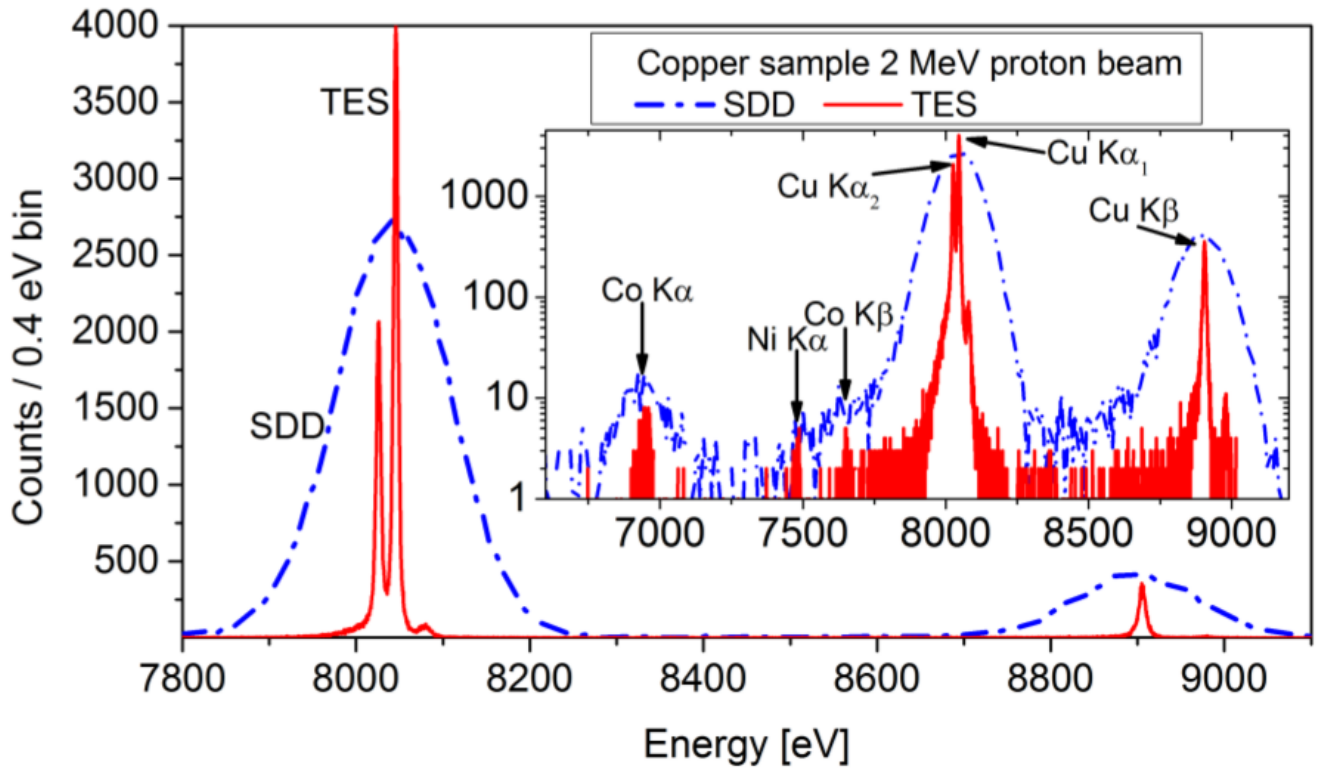 4000
3500
3000
2500
2000
1500
1000
500
Counts / 0.4 eV bin
TES
SDD
Copper sample 2 MeV proton beam
SDD TES
1000
100
10
1
Cu Kα₁
Cu Kα₂
Cu Kβ
Co Kα
Co Kβ
Ni Kα
7000 7500 8000 8500 9000
7800 8000 8200 8400 8600 8800 9000
Energy [eV]